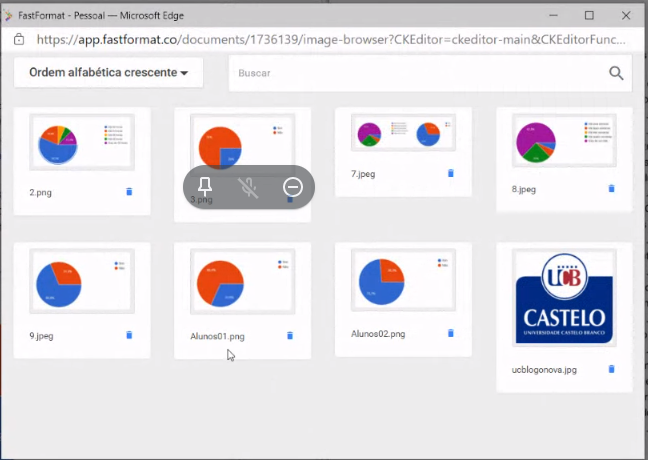 FastFormat - Pessoal — Microsoft Edge
https://app.fastformat.co/documents/1736139/image-browser?CKEditor=ckeditor-main&CKEditorFunc...
Ordem alfabética crescente
Buscar
2.png
3.png
7.jpeg
8.jpeg
9.jpeg
Alunos01.png
Alunos02.png
UCB
CASTELO
UNIVERSIDADE CASTELO BRANCO
ucblogonova.jpg